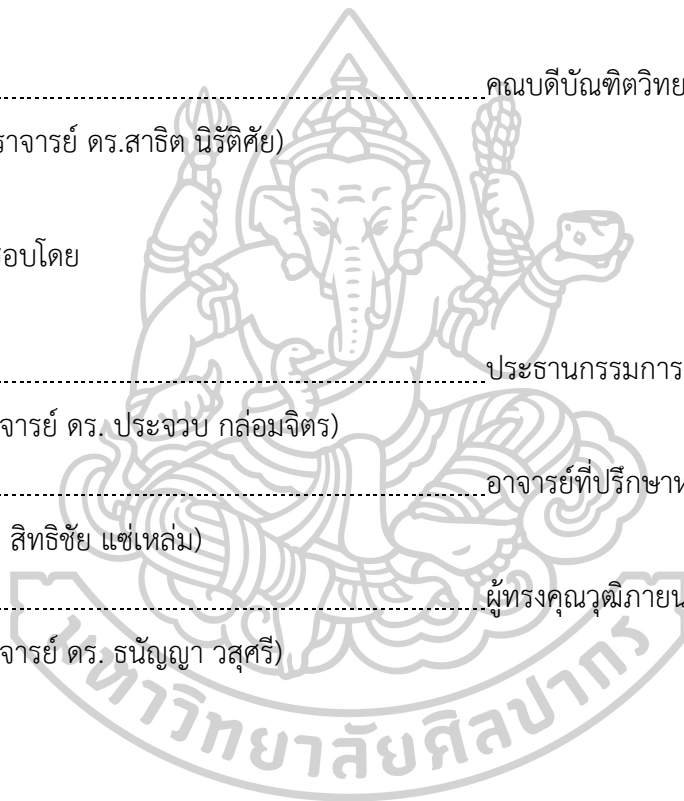 คณบดีบัณฑิตวิทย
ราจารย์ ดร.สาธิต นิรัติศัย)
อบโดย
ประธานกรรมการ
จารย์ ดร. ประจวบ กล่อมจิตร)
อาจารย์ที่ปรึกษาห
สิทธิชัย แซ่เหล่ม)
ผู้ทรงคุณวุฒิภายน
จารย์ ดร. ธนัญญา วสุศรี)
มหาวิทยาลัยศิลปากร